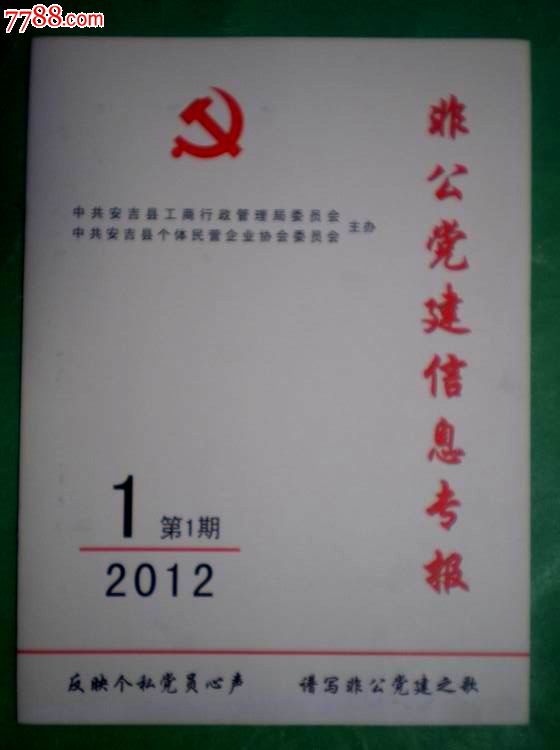 7788.com
中共安吉县工商行政管理局委员会
中共安吉县个体民营企业协会委员会
主办
非公党建信息专报
1 第1期
2012
反映个私党员心声 谱写非公党建之歌